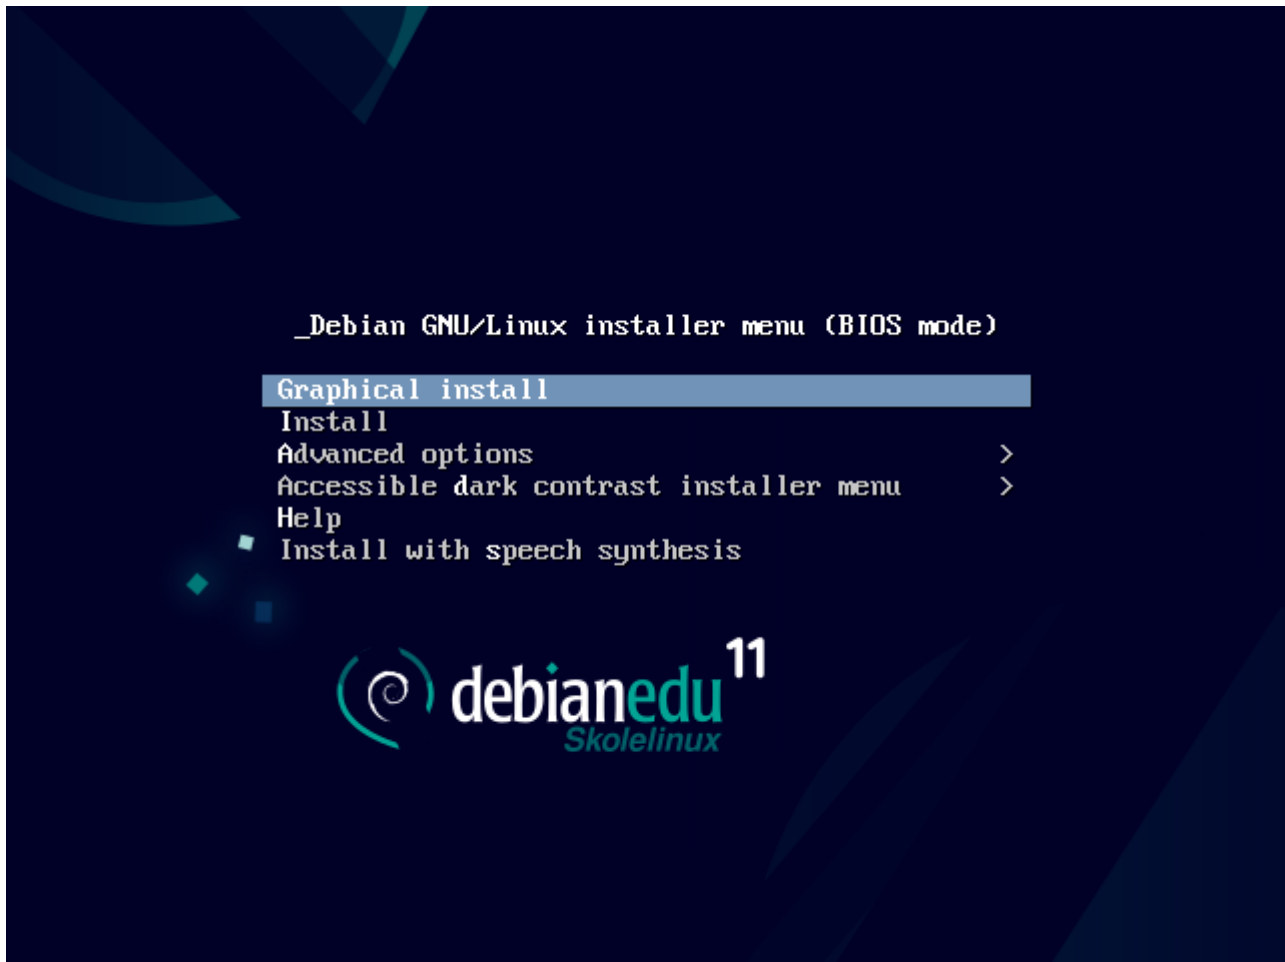 _Debian GNU/Linux installer menu (BIOS mode)
Graphical install
Install
Advanced options >
Accessible dark contrast installer menu >
Help
Install with speech synthesis
debianedu 11
Skolelinux